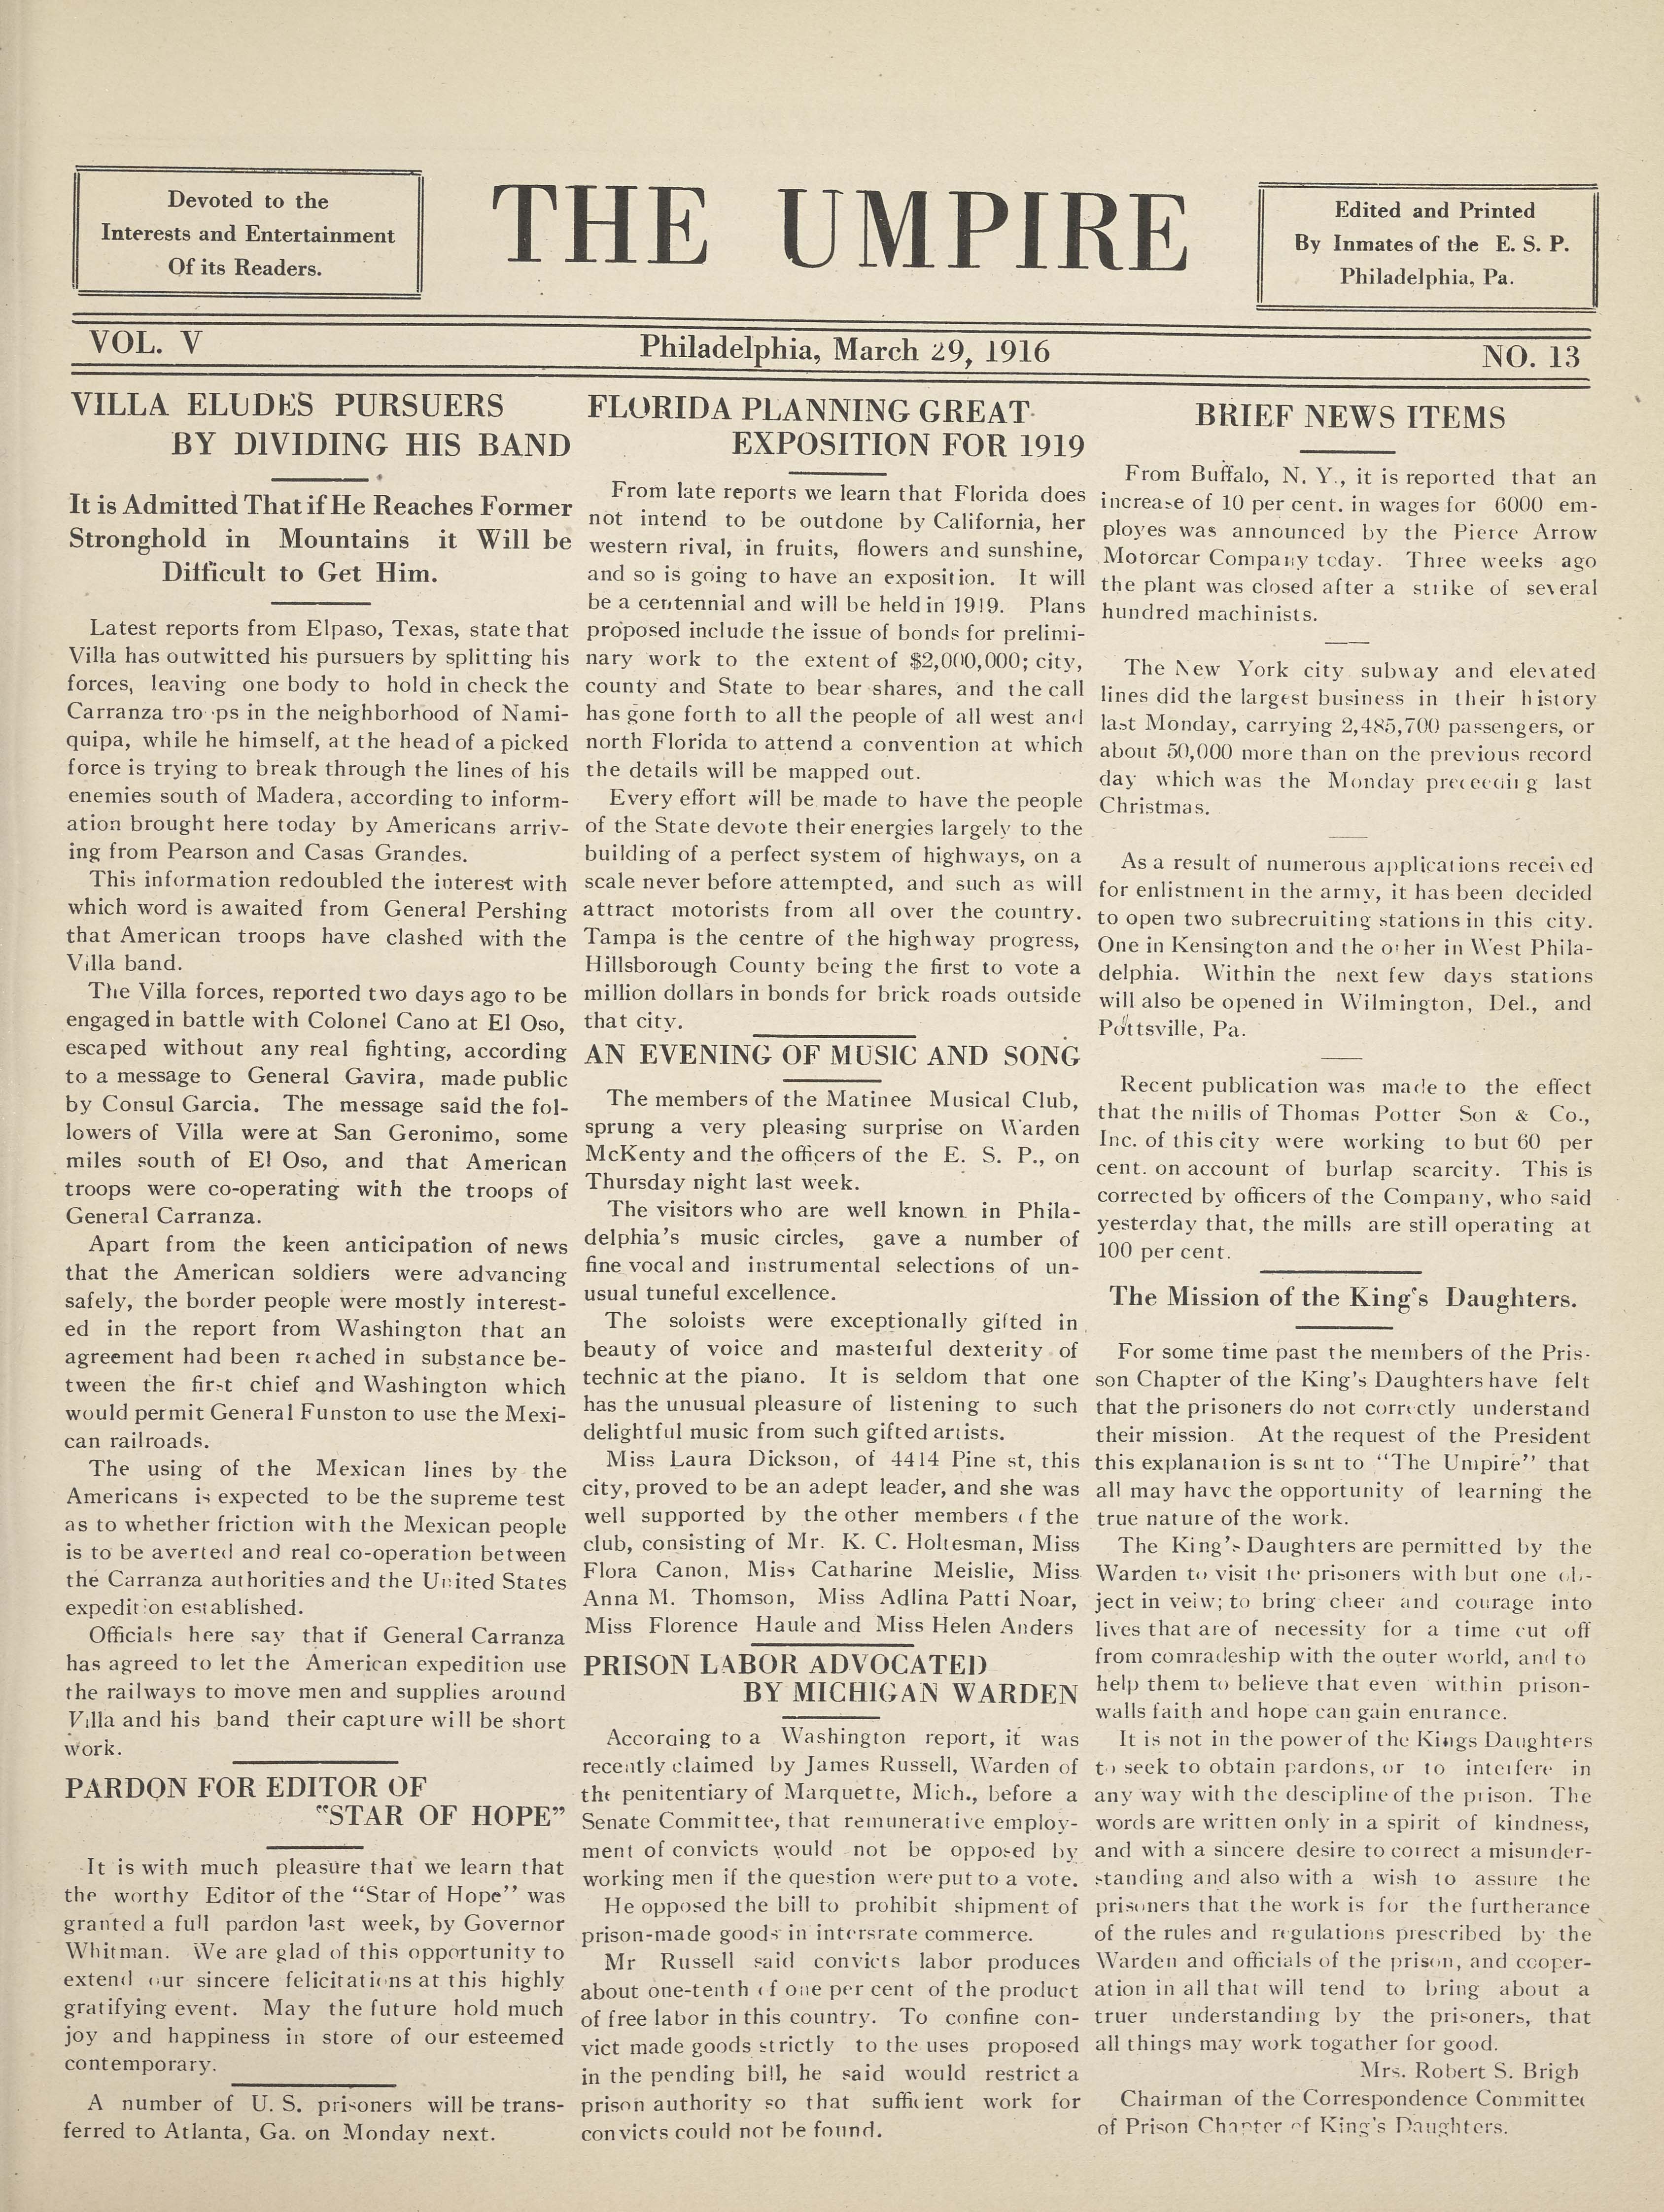 Devoted to the
Interests and Entertainment
Of its Readers.
THE UMPIRE
Edited and Printed
By Inmates of the E. S. P.
Philadelphia, Pa.
VOL. V
Philadelphia, March 29, 1916
NO. 13
VILLA ELUDES PURSUERS
BY DIVIDING HIS BAND
It is Admitted That if He Reaches Former
Stronghold in Mountains it Will be
Difficult to Get Him.
Latest reports from Elpaso, Texas, state that
Villa has outwitted his pursuers by splitting his
forces, leaving one body to hold in check the
Carranza troops in the neighborhood of Nami-
quipa, while he himself, at the head of a picked
force is trying to break through the lines of his
enemies south of Madera, according to inform-
ation brought here today by Americans arriv-
ing from Pearson and Casas Grandes.
This information redoubled the interest with
which word is awaited from General Pershing
that American troops have clashed with the
Villa band.
The Villa forces, reported two days ago to be
engaged in battle with Colonel Cano at El Oso,
escaped without any real fighting, according
to a message to General Gavira, made public
by Consul Garcia. The message said the fol-
lowers of Villa were at San Geronimo, some
miles south of El Oso, and that American
troops were co-operating with the troops of
General Carranza.
Apart from the keen anticipation of news
that the American soldiers were advancing
safely, the border people were mostly interest-
ed in the report from Washington that an
agreement had been reached in substance be-
tween the first chief and Washington which
would permit General Funston to use the Mexi-
can railroads.
The using of the Mexican lines by the
Americans is expected to be the supreme test
as to whether friction with the Mexican people
is to be averted and real co-operation between
the Carranza authorities and the United States
expedition established.
Officials here say that if General Carranza
has agreed to let the American expedition use
the railways to move men and supplies around
Villa and his band their capture will be short
work.
PARDON FOR EDITOR OF
"STAR OF HOPE"
It is with much pleasure that we learn that
the worthy Editor of the "Star of Hope" was
granted a full pardon last week, by Governor
Whitman. We are glad of this opportunity to
extend our sincere felicitations at this highly
gratifying event. May the future hold much
joy and happiness in store of our esteemed
contemporary.
A number of U. S. prisoners will be trans-
ferred to Atlanta, Ga. on Monday next.
FLORIDA PLANNING GREAT
EXPOSITION FOR 1919
From late reports we learn that Florida does
not intend to be outdone by California, her
western rival, in fruits, flowers and sunshine,
and so is going to have an exposition. It will
be a centennial and will be held in 1919. Plans
proposed include the issue of bonds for prelimi-
nary work to the extent of $2,000,000; city,
county and State to bear shares, and the call
has gone forth to all the people of all west and
north Florida to attend a convention at which
the details will be mapped out.
Every effort will be made to have the people
of the State devote their energies largely to the
building of a perfect system of highways, on a
scale never before attempted, and such as will
attract motorists from all over the country.
Tampa is the centre of the highway progress,
Hillsborough County being the first to vote a
million dollars in bonds for brick roads outside
that city.
AN EVENING OF MUSIC AND SONG
The members of the Matinee Musical Club,
sprung a very pleasing surprise on Warden
McKenty and the officers of the E. S. P., on
Thursday night last week.
The visitors who are well known in Phila-
delphia's music circles, gave a number of
fine vocal and instrumental selections of un-
usual tuneful excellence.
The soloists were exceptionally gifted in
beauty of voice and masterful dexterity of
technic at the piano. It is seldom that one
has the unusual pleasure of listening to such
delightful music from such gifted artists.
Miss Laura Dickson, of 4414 Pine st, this
city, proved to be an adept leader, and she was
well supported by the other members of the
club, consisting of Mr. K. C. Holtesman, Miss
Flora Canon, Miss Catharine Meislie, Miss
Anna M. Thomson, Miss Adlina Patti Noar,
Miss Florence Haule and Miss Helen Anders
PRISON LABOR ADVOCATED
BY MICHIGAN WARDEN
According to a Washington report, it was
recently claimed by James Russell, Warden of
the penitentiary of Marquette, Mich., before a
Senate Committee, that remunerative employ-
ment of convicts would not be opposed by
working men if the question were put to a vote.
He opposed the bill to prohibit shipment of
prison-made goods in intersrate commerce.
Mr Russell said convicts labor produces
about one-tenth of one per cent of the product
of free labor in this country. To confine con-
vict made goods strictly to the uses proposed
in the pending bill, he said would restrict a
prison authority so that sufficient work for
convicts could not be found.
BRIEF NEWS ITEMS
From Buffalo, N. Y., it is reported that an
increase of 10 per cent. in wages for 6000 em-
ployes was announced by the Pierce Arrow
Motorcar Company today. Three weeks ago
the plant was closed after a strike of several
hundred machinists.
The New York city subway and elevated
lines did the largest business in their history
last Monday, carrying 2,485,700 passengers, or
about 50,000 more than on the previous record
day which was the Monday preceeding last
Christmas.
As a result of numerous applications received
for enlistment in the army, it has been decided
to open two subrecruiting stations in this city.
One in Kensington and the other in West Phila-
delphia. Within the next few days stations
will also be opened in Wilmington, Del., and
Pottsville, Pa.
Recent publication was made to the effect
that the mills of Thomas Potter Son & Co.,
Inc. of this city were working to but 60 per
cent. on account of burlap scarcity. This is
corrected by officers of the Company, who said
yesterday that, the mills are still operating at
100 per cent.
The Mission of the King's Daughters.
For some time past the members of the Pris-
son Chapter of the King's Daughters have felt
that the prisoners do not correctly understand
their mission. At the request of the President
this explanation is sent to "The Umpire" that
all may have the opportunity of learning the
true nature of the work.
The King's Daughters are permitted by the
Warden to visit the prisoners with but one ob-
ject in veiw; to bring cheer and courage into
lives that are of necessity for a time cut off
from comradeship with the outer world, and to
help them to believe that even within prison-
walls faith and hope can gain entrance.
It is not in the power of the Kings Daughters
to seek to obtain pardons, or to interfere in
any way with the descipline of the prison. The
words are written only in a spirit of kindness,
and with a sincere desire to correct a misunder-
standing and also with a wish to assure the
prisoners that the work is for the furtherance
of the rules and regulations prescribed by the
Warden and officials of the prison, and cooper-
ation in all that will tend to bring about a
truer understanding by the prisoners, that
all things may work togather for good.
Mrs. Robert S. Brigh
Chairman of the Correspondence Committee
of Prison Chapter of King's Daughters.